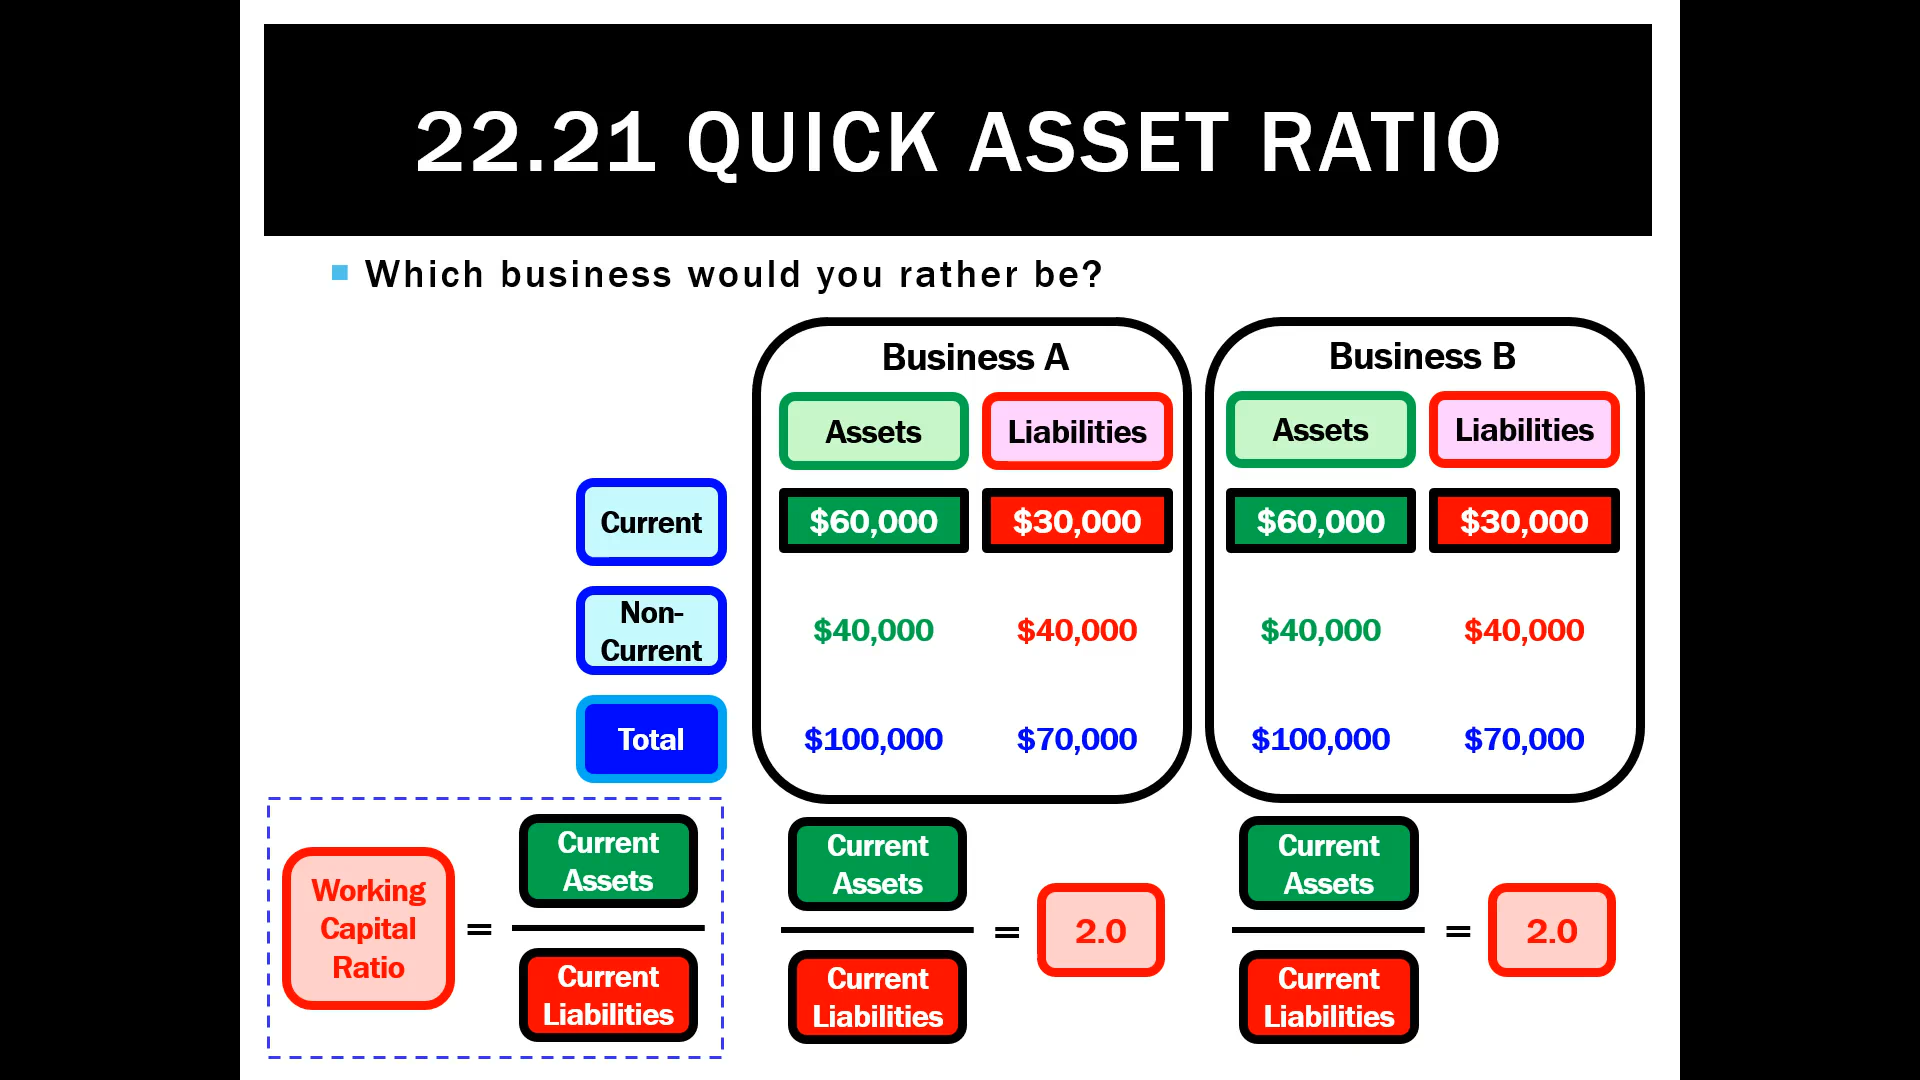 22.21 QUICK ASSET RATIO
Which business would you rather be?
Business A
Business B
Assets
Liabilities
Assets
Liabilities
Current
$60,000
$30,000
$60,000
$30,000
Non-
Current
$40,000
$40,000
$40,000
$40,000
Total
$100,000
$70,000
$100,000
$70,000
Working
Capital
Ratio
=
Current
Assets
Current
Liabilities
Current
Assets
Current
Liabilities
=
2.0
Current
Assets
Current
Liabilities
=
2.0